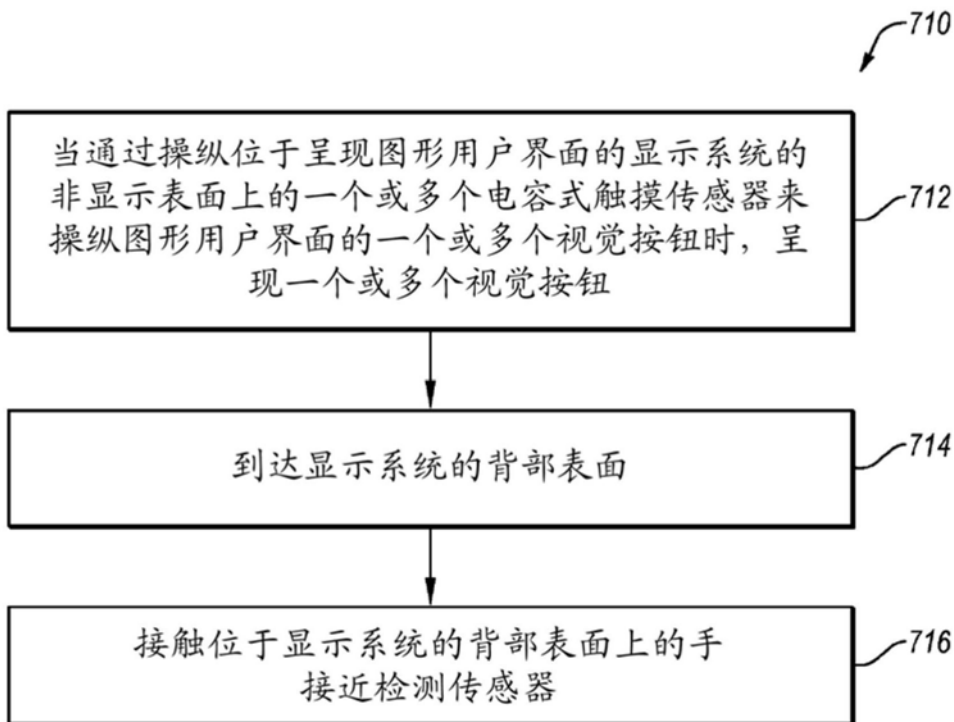 710
当通过操纵位于呈现图形用户界面的显示系统的
非显示表面上的一个或多个电容式触摸传感器来
操纵图形用户界面的一个或多个视觉按钮时，呈
现一个或多个视觉按钮
712
到达显示系统的背部表面
714
接触位于显示系统的背部表面上的手
接近检测传感器
716